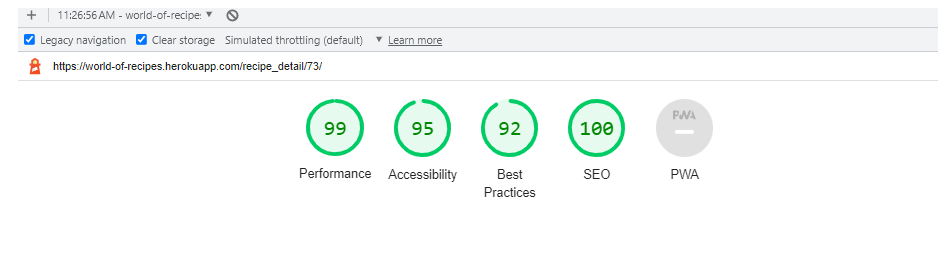 11:26:56 AM - world-of-recipe:
Legacy navigation Clear storage Simulated throttling (default) Learn more
https://world-of-recipes.herokuapp.com/recipe_detail/73/
99 95 92 100 PWA
Performance Accessibility Best Practices SEO PWA